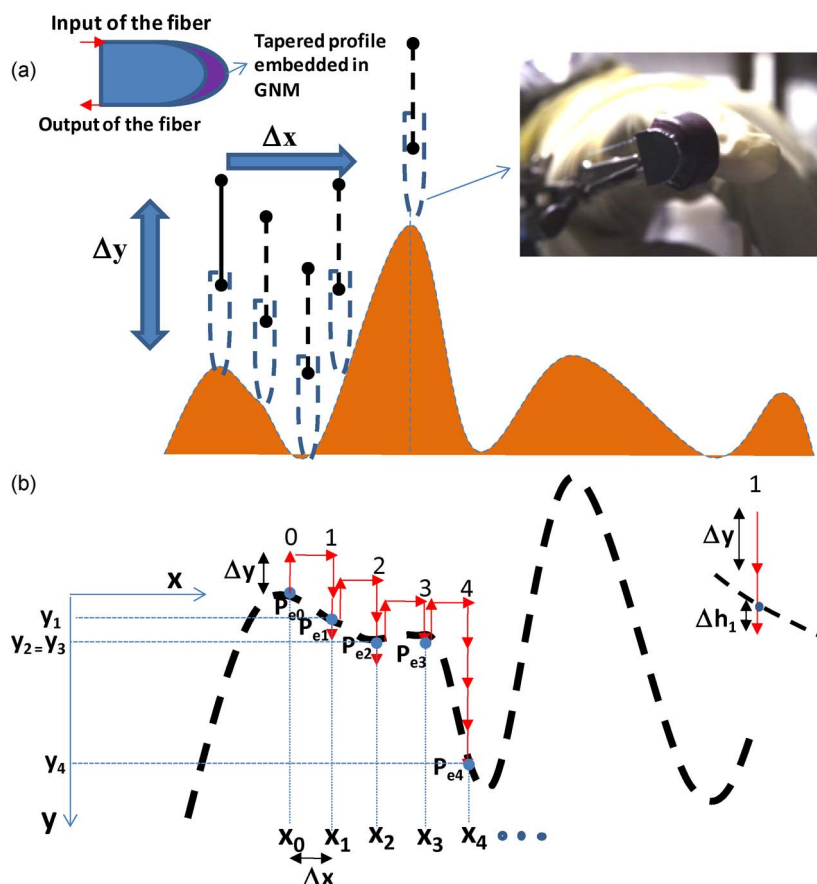 Input of the fiber
(a)
Tapered profile
embedded in
GNM
Output of the fiber
Δx
Δy
(b)
0 1 2 3 4 1
Δy
Δy
x
y₁
y₂ = y₃
y₄
y
Pe0
Pe1
Pe2
Pe3
Pe4
Δh₁
x₀ x₁ x₂ x₃ x₄
Δx